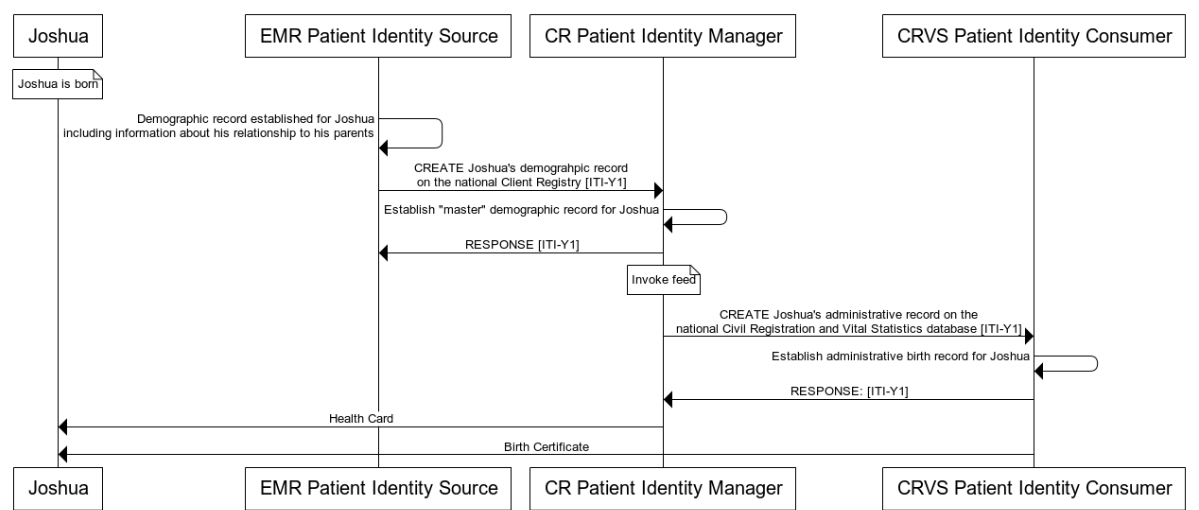 Joshua
EMR Patient Identity Source
CR Patient Identity Manager
CRVS Patient Identity Consumer
Joshua is born
Demographic record established for Joshua
including information about his relationship to his parents
CREATE Joshua's demograhpic record
on the national Client Registry [ITI-Y1]
Establish "master" demographic record for Joshua
RESPONSE [ITI-Y1]
Invoke feed
CREATE Joshua's administrative record on the
national Civil Registration and Vital Statistics database [ITI-Y1]
Establish administrative birth record for Joshua
RESPONSE: [ITI-Y1]
Health Card
Birth Certificate
Joshua
EMR Patient Identity Source
CR Patient Identity Manager
CRVS Patient Identity Consumer